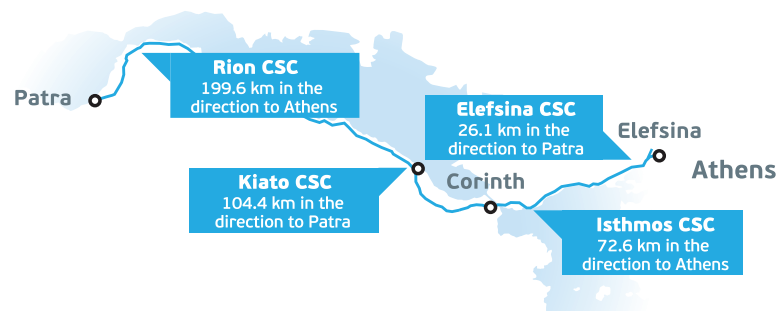 Patra
Rion CSC
199.6 km in the
direction to Athens
Kiato CSC
104.4 km in the
direction to Patra
Elefsina CSC
26.1 km in the
direction to Patra
Corinth
Elefsina
Athens
Isthmos CSC
72.6 km in the
direction to Athens